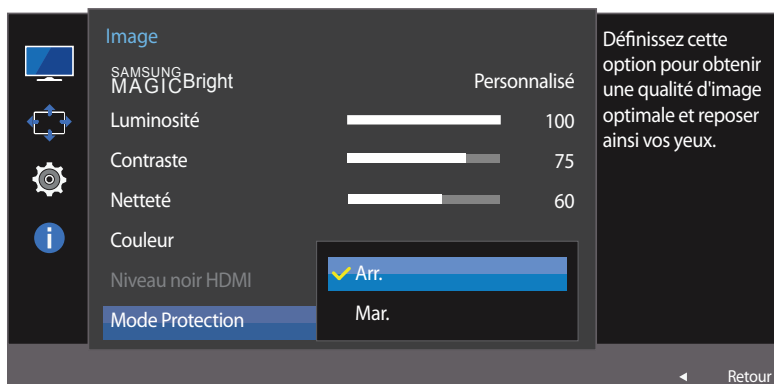 Image
SAMSUNG
MAGICBright Personnalisé
Luminosité 100
Contraste 75
Netteté 60
Couleur
Niveau noir HDMI
Mode Protection
Arr.
Mar.
Définissez cette
option pour obtenir
une qualité d'image
optimale et reposer
ainsi vos yeux.
Retour